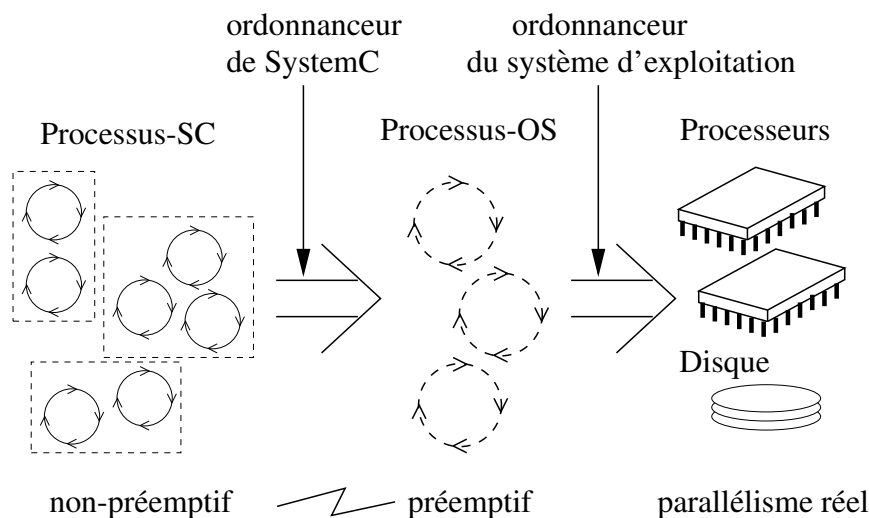 ordonnanceur
de SystemC
ordonnanceur
du système d'exploitation
Processus-SC
Processus-OS
Processeurs
Disque
non-préemptif
préemptif
parallélisme réel